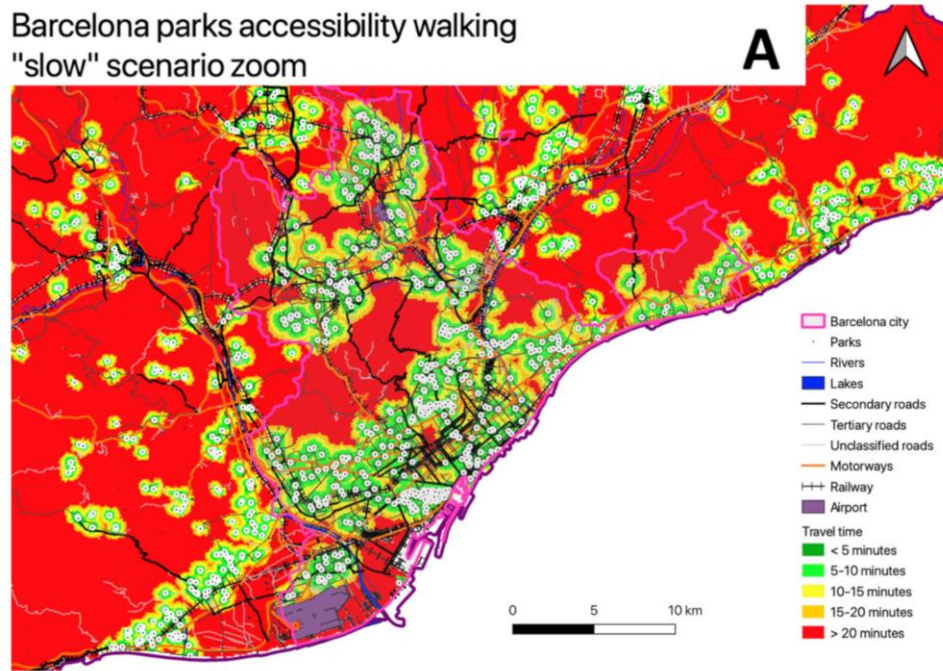 Barcelona parks accessibility walking
"slow" scenario zoom
A
Barcelona city
Parks
Rivers
Lakes
Secondary roads
Tertiary roads
Unclassified roads
Motorways
Railway
Airport
Travel time
< 5 minutes
5-10 minutes
10-15 minutes
15-20 minutes
> 20 minutes
0 5 10 km